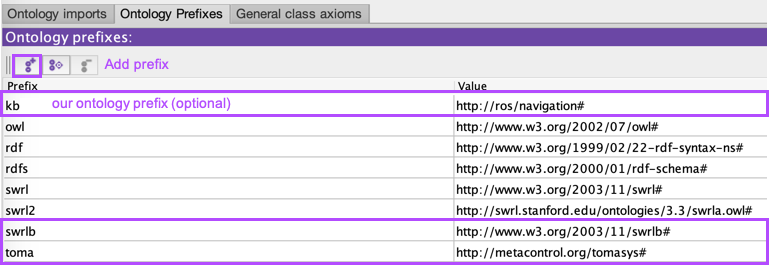 Ontology imports Ontology Prefixes General class axioms
Ontology prefixes:
Add prefix
Prefix Value
kb our ontology prefix (optional) http://ros/navigation#
owl http://www.w3.org/2002/07/owl#
rdf http://www.w3.org/1999/02/22-rdf-syntax-ns#
rdfs http://www.w3.org/2000/01/rdf-schema#
swrl http://www.w3.org/2003/11/swrl#
swrl2 http://swrl.stanford.edu/ontologies/3.3/swrla.owl#
swrlb http://www.w3.org/2003/11/swrlb#
toma http://metacontrol.org/tomasys#